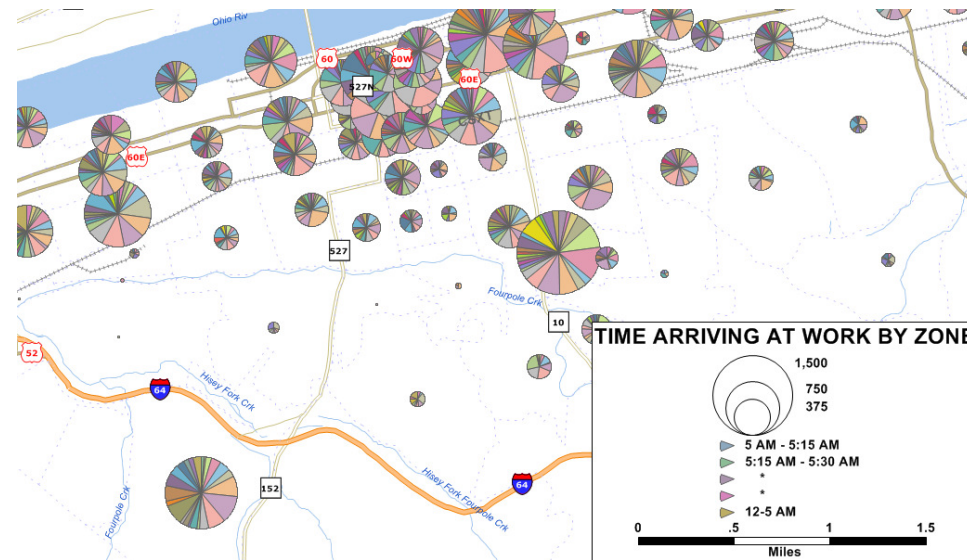 Ohio Riv
60
60W
527N
60E
60E
527
Fourpole Crk
10
52
64
Hisey Fork Crk
TIME ARRIVING AT WORK BY ZONE
1,500
750
375
5 AM - 5:15 AM
5:15 AM - 5:30 AM
*
*
12-5 AM
152
64
Fourpole Crk
Hisey Fork Fourpole Crk
0 .5 1 1.5
Miles